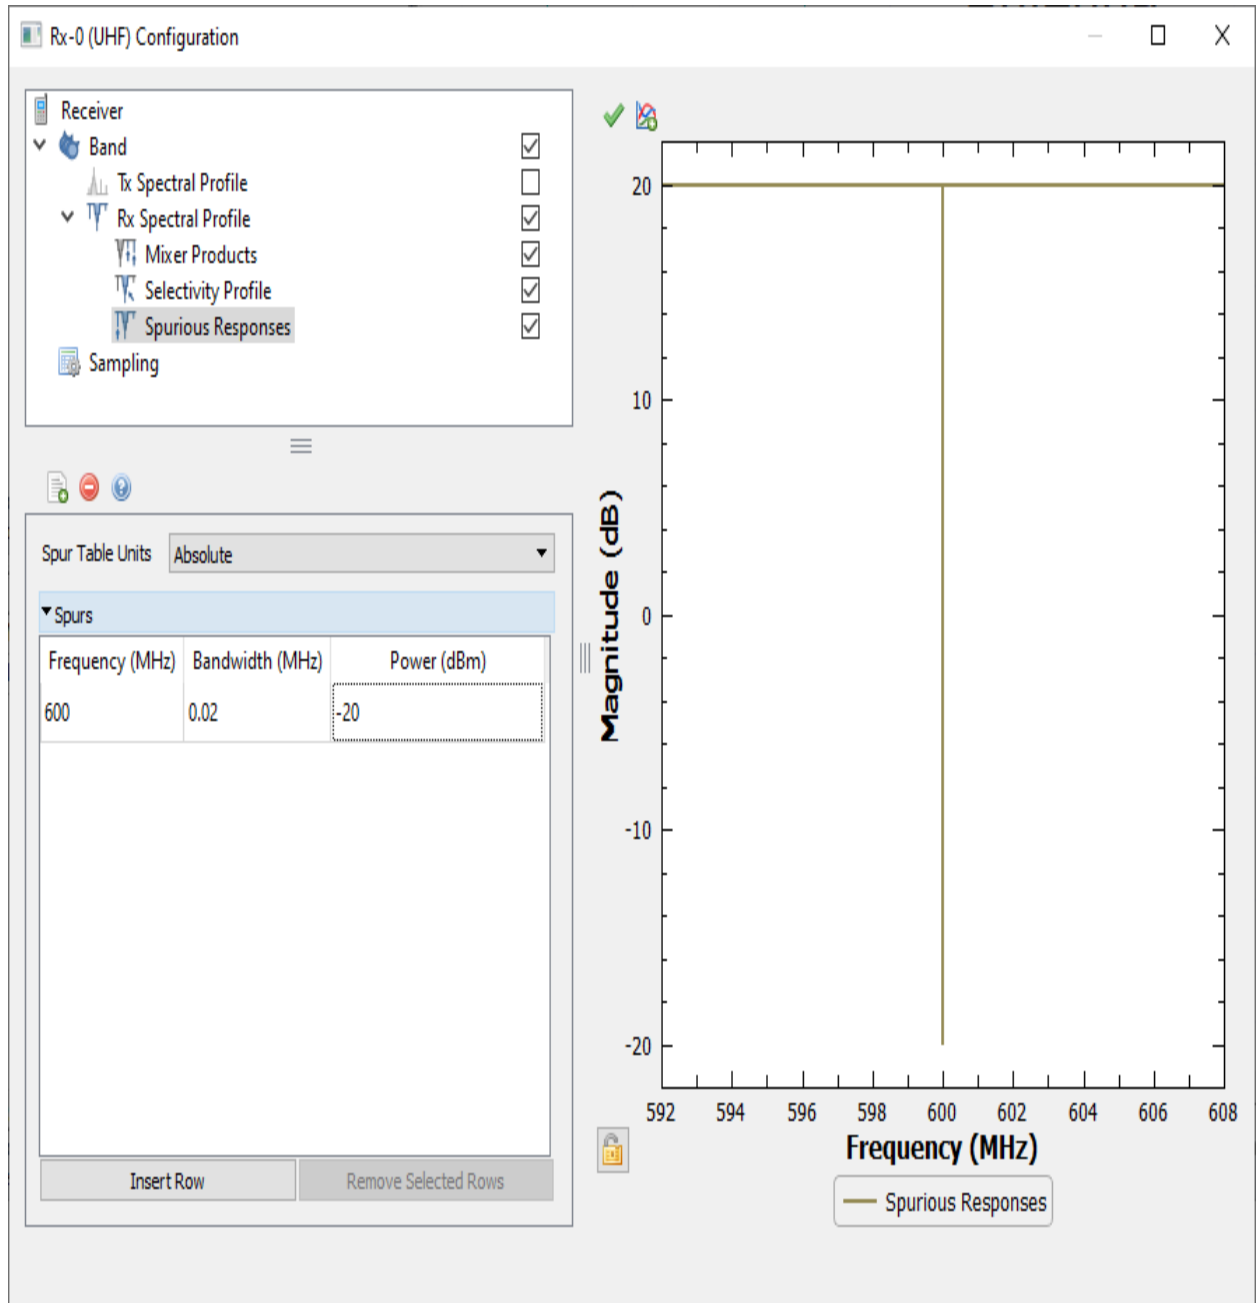 Rx-0 (UHF) Configuration
Receiver
Band
Tx Spectral Profile
Rx Spectral Profile
Mixer Products
Selectivity Profile
Spurious Responses
Sampling
Spur Table Units Absolute
Spurs
Frequency (MHz) Bandwidth (MHz) Power (dBm)
600 0.02 -20
Insert Row Remove Selected Rows
Magnitude (dB)
20
10
0
-10
-20
592 594 596 598 600 602 604 606 608
Frequency (MHz)
Spurious Responses